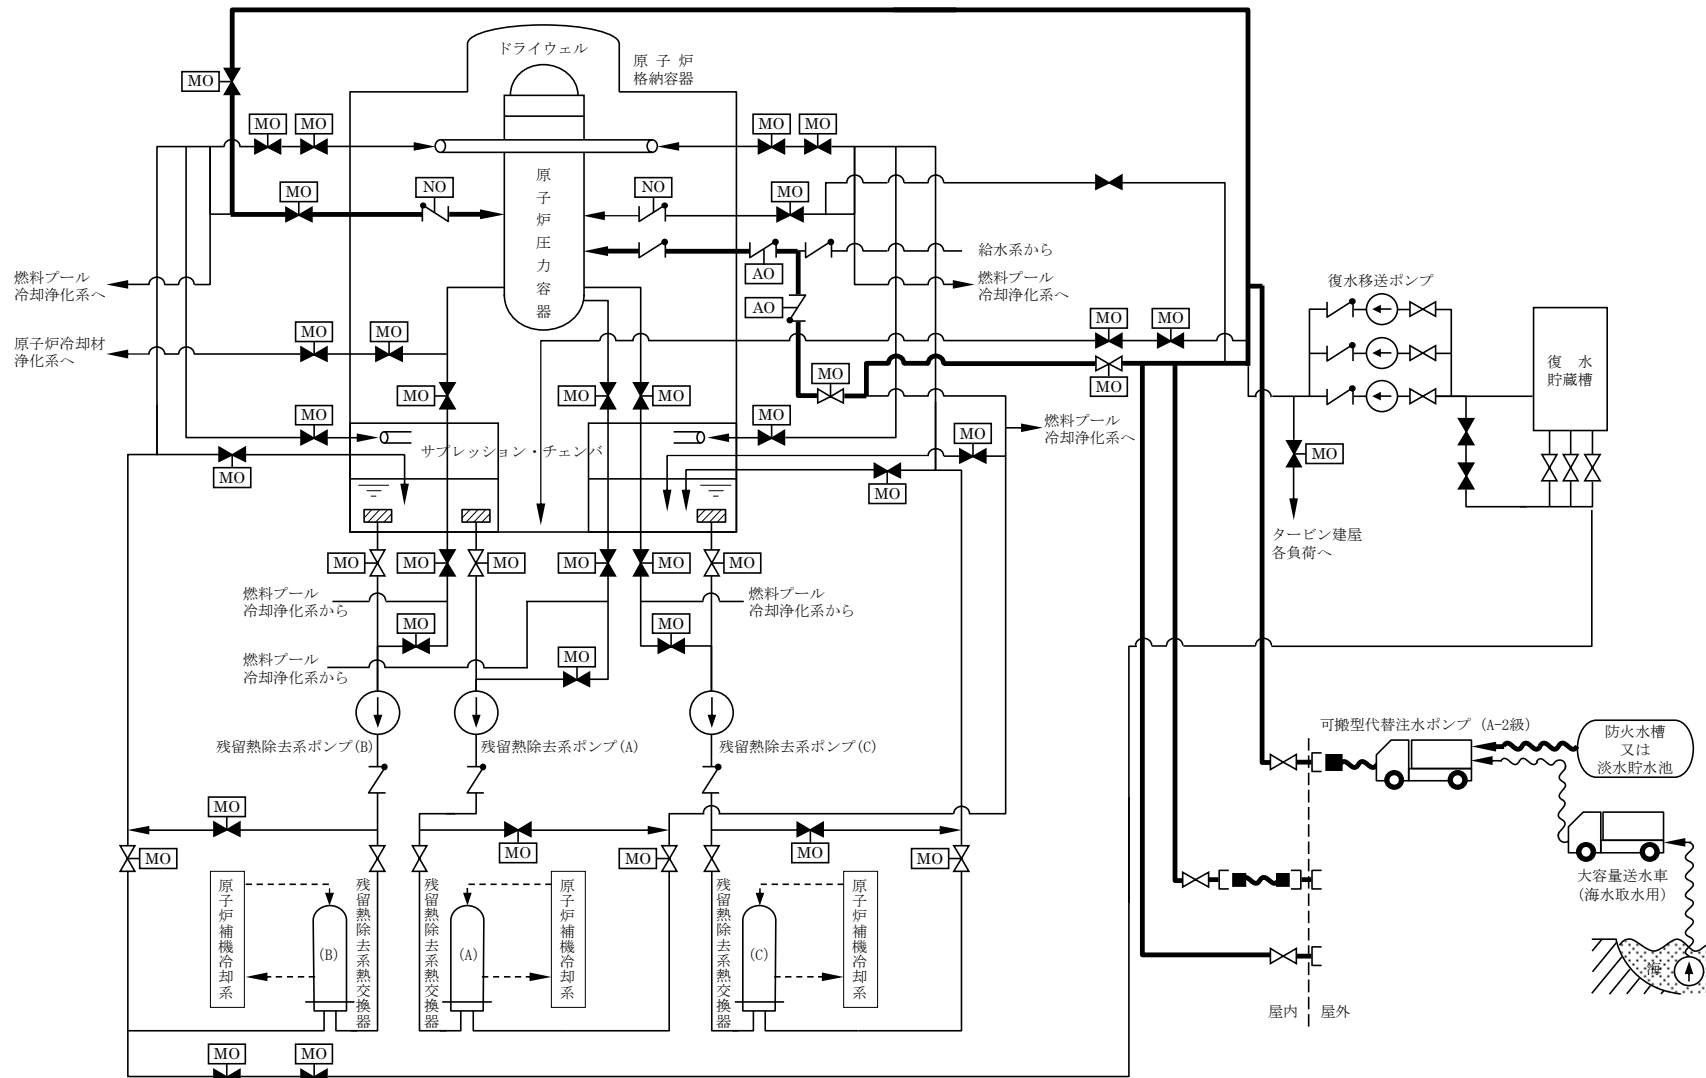 ドライウェル
原子炉
格納容器
MO
MO
MO
MO
MO
MO
NO
NO
MO
原子炉圧力容器
給水系から
燃料プール
冷却浄化系へ
AO
燃料プール
冷却浄化系へ
復水移送ポンプ
AO
MO
MO
MO
MO
原子炉冷却材
浄化系へ
復水
貯蔵槽
MO
MO
MO
MO
MO
MO
MO
MO
燃料プール
冷却浄化系へ
サプレッション・チェンバ
MO
MO
MO
MO
タービン建屋
各負荷へ
MO
MO
MO
MO
MO
MO
燃料プール
冷却浄化系から
燃料プール
冷却浄化系から
MO
MO
燃料プール
冷却浄化系から
MO
可搬型代替注水ポンプ (A-2級)
防火水槽
又は
淡水貯水池
残留熱除去系ポンプ(B)
残留熱除去系ポンプ(A)
残留熱除去系ポンプ(C)
MO
MO
MO
MO
MO
MO
大容量送水車
(海水取水用)
原子炉補機冷却系
(B)
残留熱除去系熱交換器
残留熱除去系熱交換器
(A)
原子炉補機冷却系
残留熱除去系熱交換器
(C)
原子炉補機冷却系
海
屋内
屋外
MO
MO